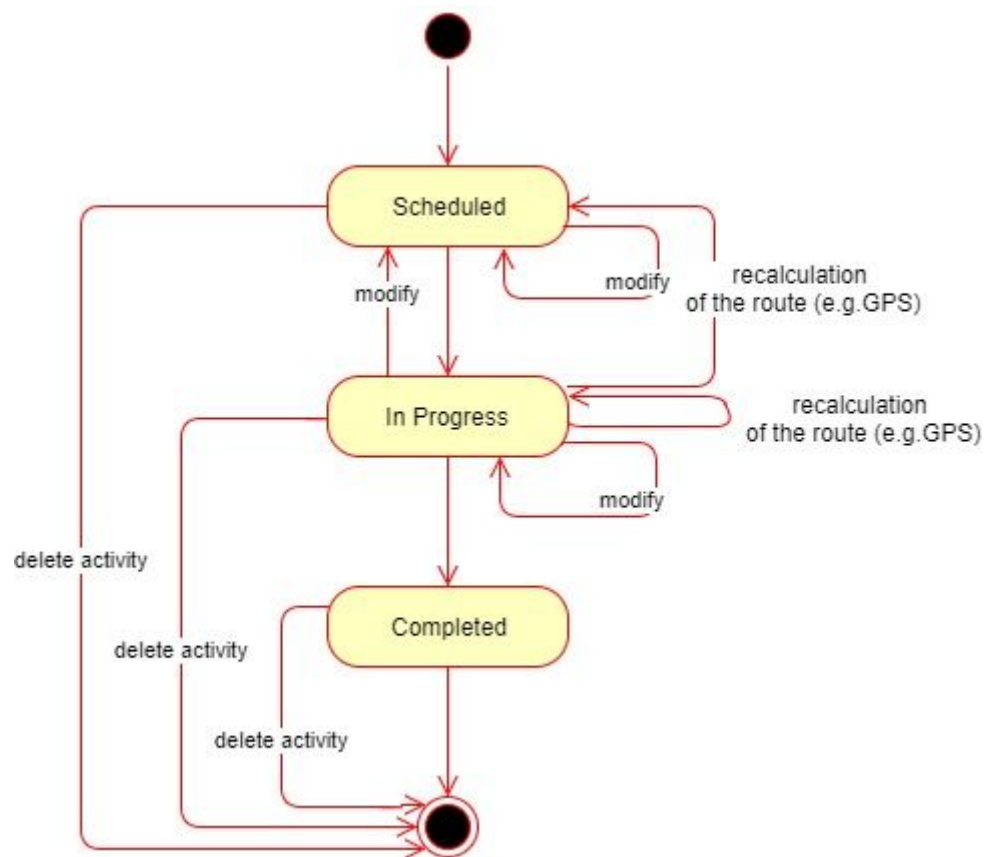 Scheduled
modify
modify
recalculation
of the route (e.g.GPS)
In Progress
recalculation
of the route (e.g.GPS)
modify
delete activity
Completed
delete activity
delete activity